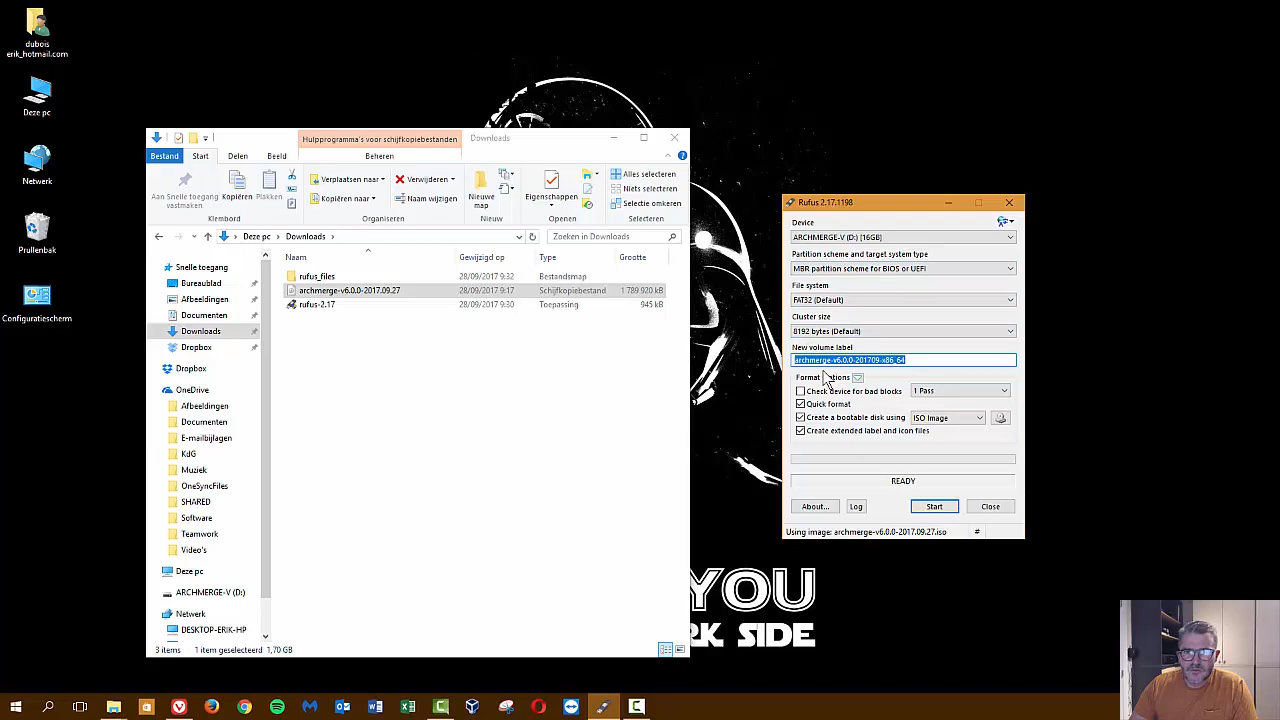 dubois
erik_hotmail.com
Deze pc
Netwerk
Prullenbak
Configuratiescherm
Hulpprogramma's voor schijfkopiebestanden
Downloads
Bestand
Start
Delen
Beeld
Beheren
Aan Snelle toegang
vastmaken
Kopiëren
Plakken
Klembord
Verplaatsen naar
Kopiëren naar
Verwijderen
Naam wijzigen
Organiseren
Nieuwe
map
Nieuw
Eigenschappen
Openen
Alles selecteren
Niets selecteren
Selectie omkeren
Selecteren
Deze pc > Downloads >
Zoeken in Downloads
Naam
Gewijzigd op
Type
Grootte
rufus_files 28/09/2017 9:32 Bestandsmap
archmerge-v6.0.0-2017.09.27 28/09/2017 9:17 Schijfkopiebestand 1 789 920 kB
rufus-2.17 28/09/2017 9:30 Toepassing 945 kB
Snelle toegang
Bureaublad
Afbeeldingen
Documenten
Downloads
Dropbox
Dropbox
OneDrive
Afbeeldingen
Documenten
E-mailbijlagen
KdG
Muziek
OneSyncFiles
SHARED
Software
Teamwork
Video's
Deze pc
ARCHMERGE-V (D:)
Netwerk
DESKTOP-ERIK-HP
3 items 1 item geselecteerd 1,70 GB
Rufus 2.17.1198
Device
ARCHMERGE-V (D:) [16GB]
Partition scheme and target system type
MBR partition scheme for BIOS or UEFI
File system
FAT32 (Default)
Cluster size
8192 bytes (Default)
New volume label
archmerge-v6.0.0-201709-x86_64
Format
Check device for bad blocks
1 Pass
Quick format
Create a bootable disk using
ISO Image
Create extended label and icon files
READY
About...
Log
Start
Close
Using image: archmerge-v6.0.0-2017.09.27.iso
#
YOU
RK SIDE